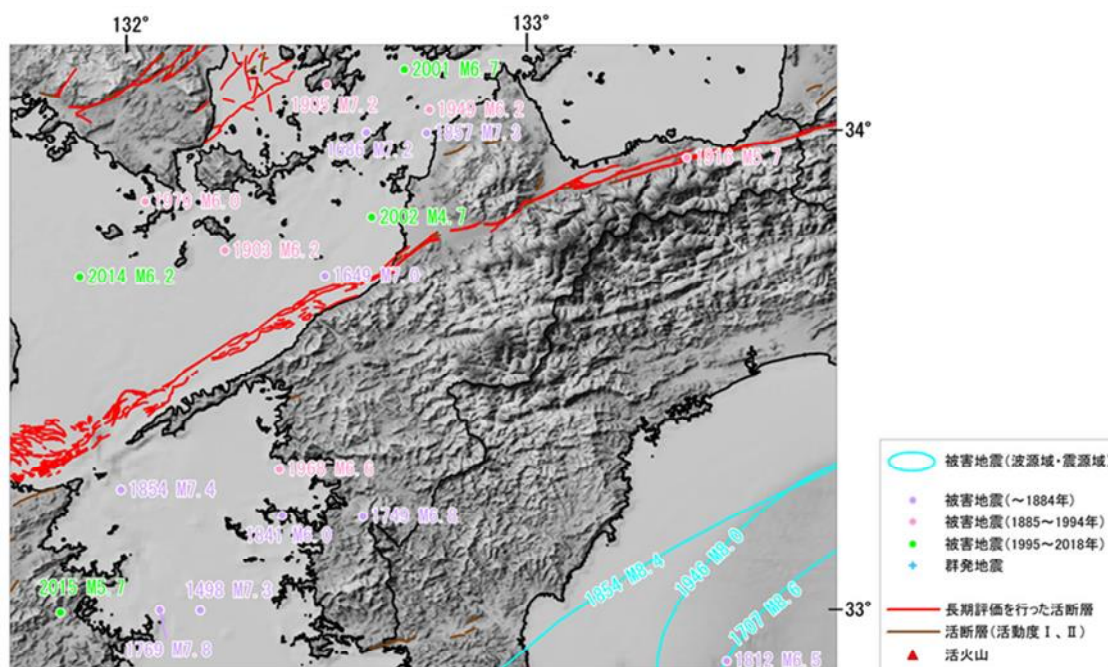 132°
133°
2001 M6.7
1905 M7.2
1949 M6.2
1857 M7.3
34°
1686 M7.2
1916 M5.7
1979 M6.0
2002 M4.7
1903 M6.2
2014 M6.2
1649 M7.0
1966 M6.6
1854 M7.4
1841 M6.0
1749 M6.8
1854 M8.4
1946 M8.0
1707 M8.6
2015 M5.7
1498 M7.3
33°
1769 M7.8
1812 M6.5
被害地震(波源域・震源域
被害地震(~1884年)
被害地震(1885~1994年)
被害地震(1995~2018年)
群発地震
長期評価を行った活断層
活断層(活動度Ⅰ、Ⅱ)
活火山